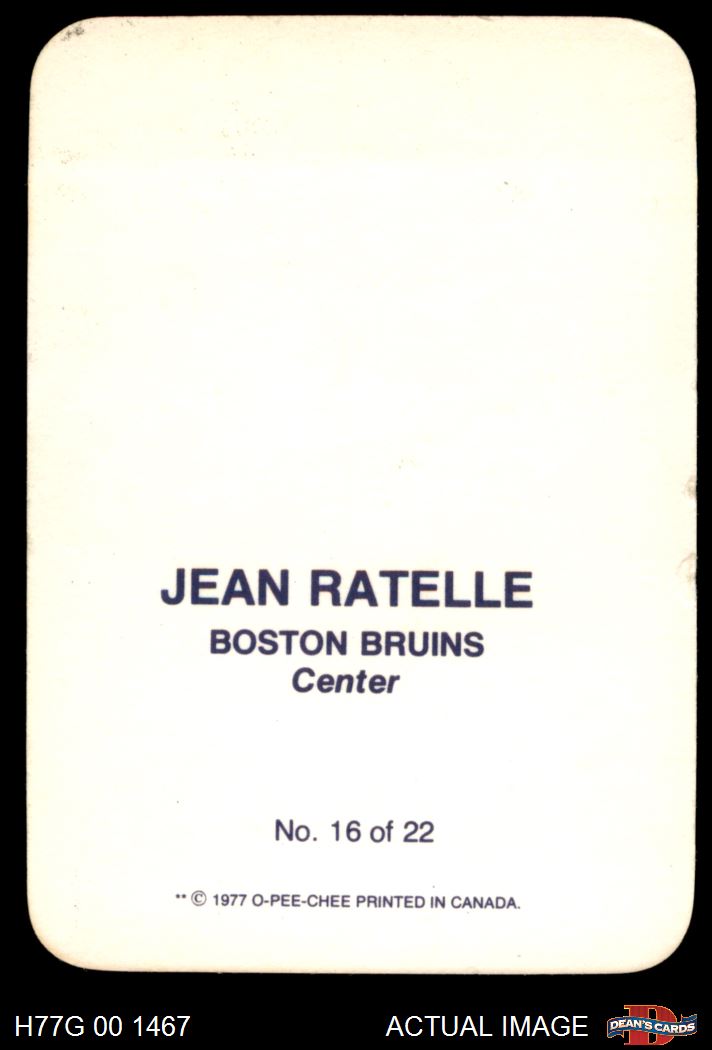 JEAN RATELLE
BOSTON BRUINS
Center
No. 16 of 22
** © 1977 O-PEE-CHEE PRINTED IN CANADA.
H77G 00 1467
ACTUAL IMAGE
D
DEAN'S CARDS